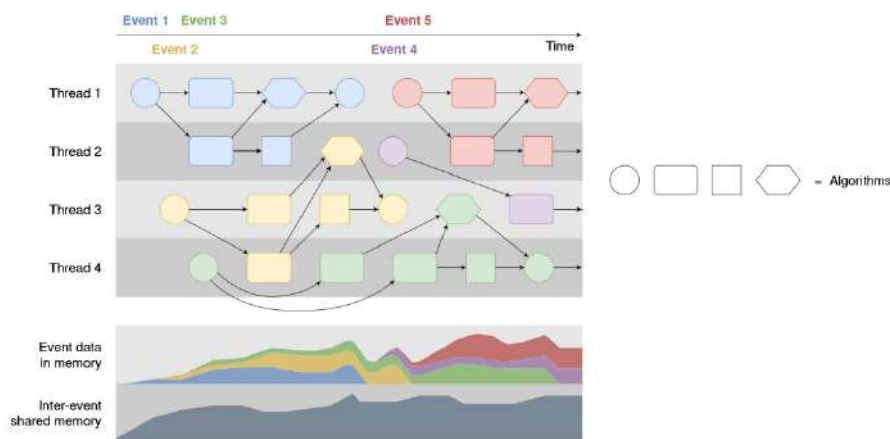 Event 1 Event 3 Event 5
Time
Event 2 Event 4
Thread 1
Thread 2
Thread 3
= Algorithms
Thread 4
Event data
in memory
Inter-event
shared memory